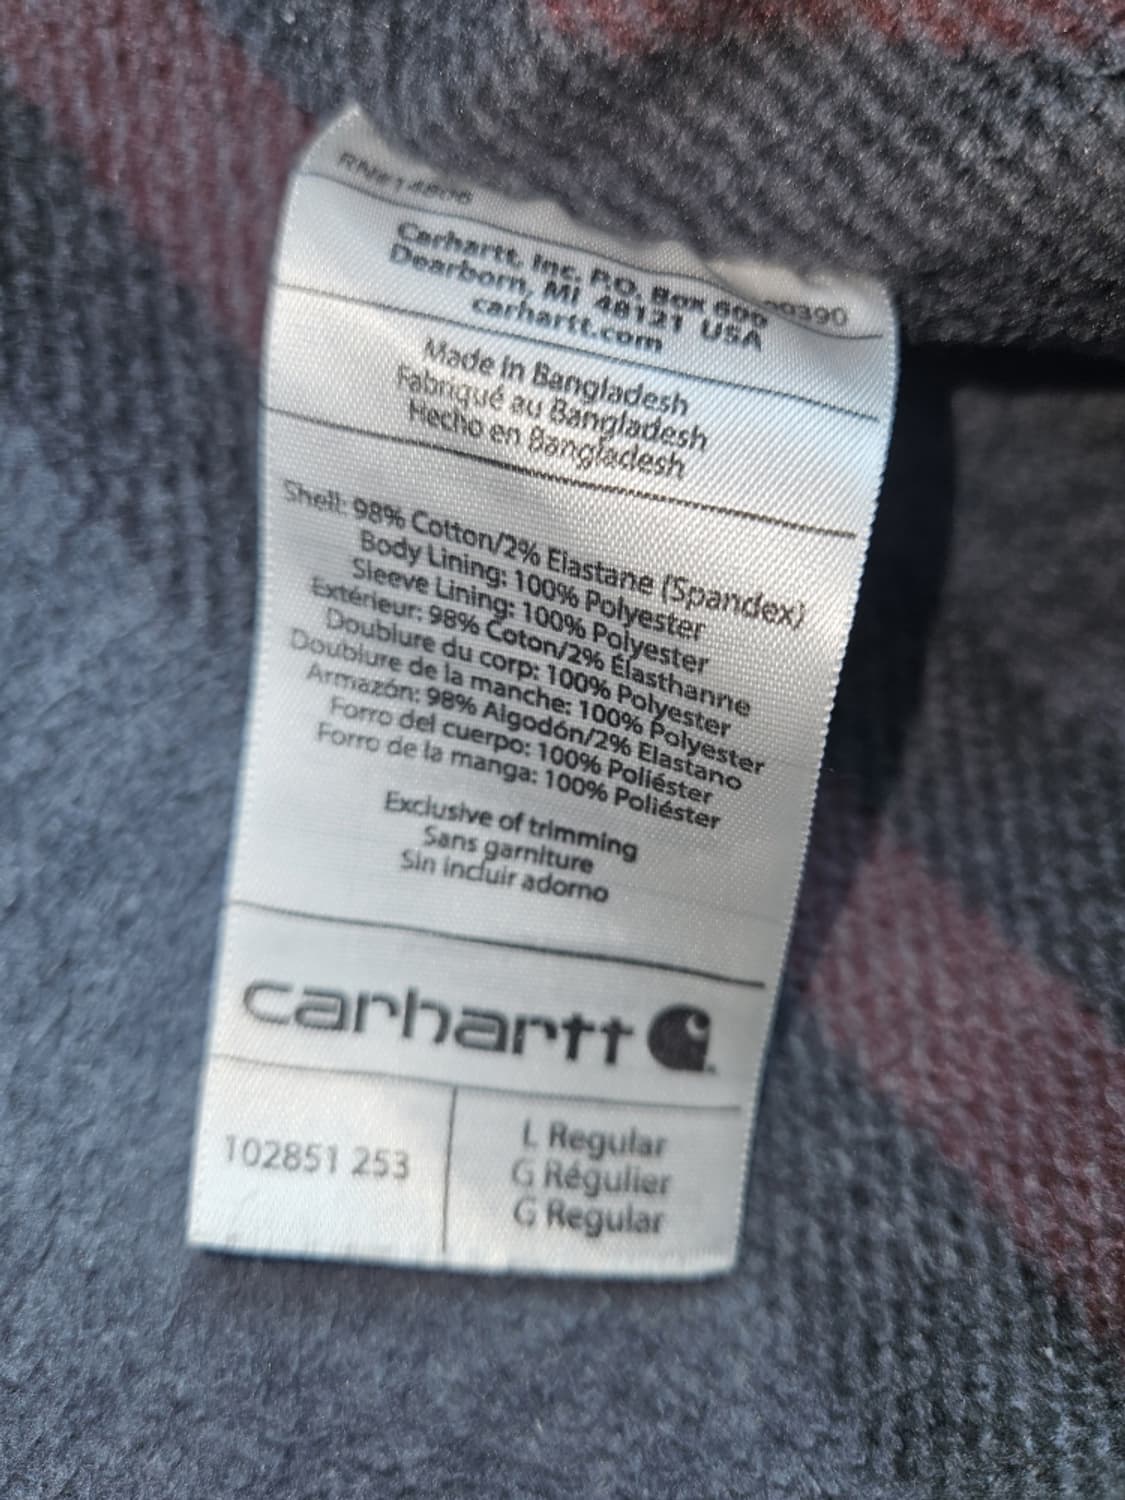 RN#14806
Carhartt, Inc. P.O. Box 600
Dearborn, MI 48121 USA
carhartt.com
Made in Bangladesh
Fabriqué au Bangladesh
Hecho en Bangladesh
Shell: 98% Cotton/2% Elastane (Spandex)
Body Lining: 100% Polyester
Sleeve Lining: 100% Polyester
Extérieur: 98% Coton/2% Élasthanne
Doublure du corp: 100% Polyester
Doublure de la manche: 100% Polyester
Armazón: 98% Algodón/2% Elastano
Forro del cuerpo: 100% Poliéster
Forro de la manga: 100% Poliéster
Exclusive of trimming
Sans garniture
Sin incluir adorno
carhartt
102851 253
L Regular
G Régulier
G Regular